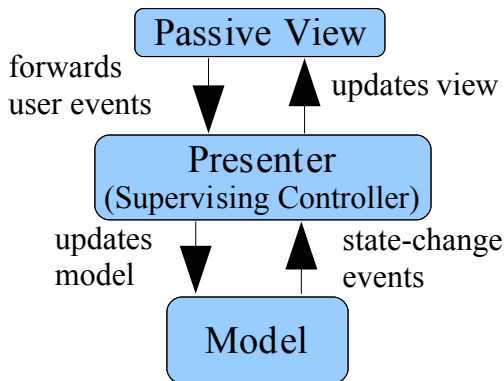 Passive View
forwards
user events
updates view
Presenter
(Supervising Controller)
updates
model
state-change
events
Model